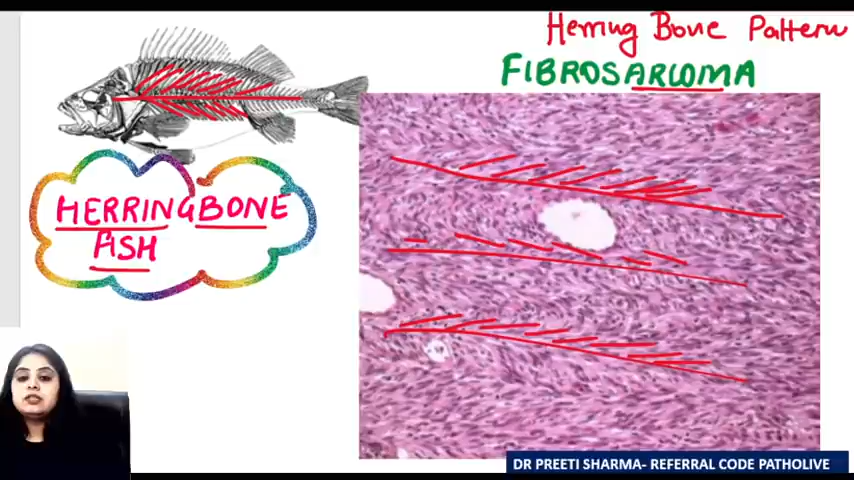 Herring Bone Pattern
FIBROSARCOMA
HERRINGBONE
FISH
DR PREETI SHARMA- REFERRAL CODE PATHOLIVE